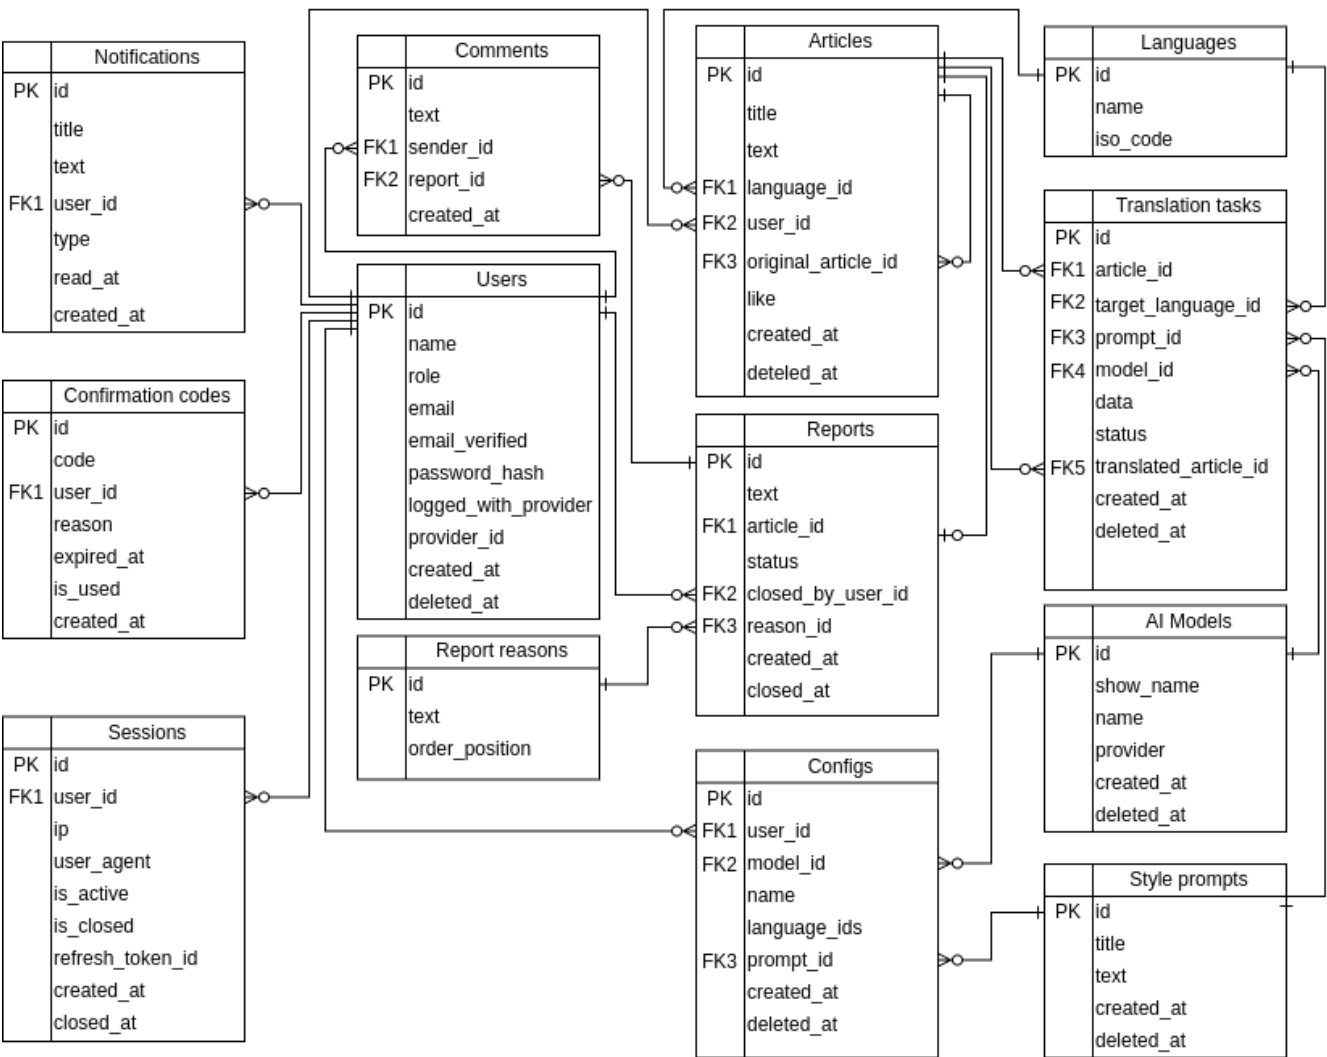 Notifications
PK id
title
text
FK1 user_id
type
read_at
created_at
Confirmation codes
PK id
code
FK1 user_id
reason
expired_at
is_used
created_at
Sessions
PK id
FK1 user_id
ip
user_agent
is_active
is_closed
refresh_token_id
created_at
closed_at
Comments
PK id
text
FK1 sender_id
FK2 report_id
created_at
Users
PK id
name
role
email
email_verified
password_hash
logged_with_provider
provider_id
created_at
deleted_at
Report reasons
PK id
text
order_position
Articles
PK id
title
text
FK1 language_id
FK2 user_id
FK3 original_article_id
like
created_at
deteled_at
Reports
PK id
text
FK1 article_id
status
FK2 closed_by_user_id
FK3 reason_id
created_at
closed_at
Configs
PK id
FK1 user_id
FK2 model_id
name
language_ids
FK3 prompt_id
created_at
deleted_at
Languages
PK id
name
iso_code
Translation tasks
PK id
FK1 article_id
FK2 target_language_id
FK3 prompt_id
FK4 model_id
data
status
FK5 translated_article_id
created_at
deleted_at
AI Models
PK id
show_name
name
provider
created_at
deleted_at
Style prompts
PK id
title
text
created_at
deleted_at